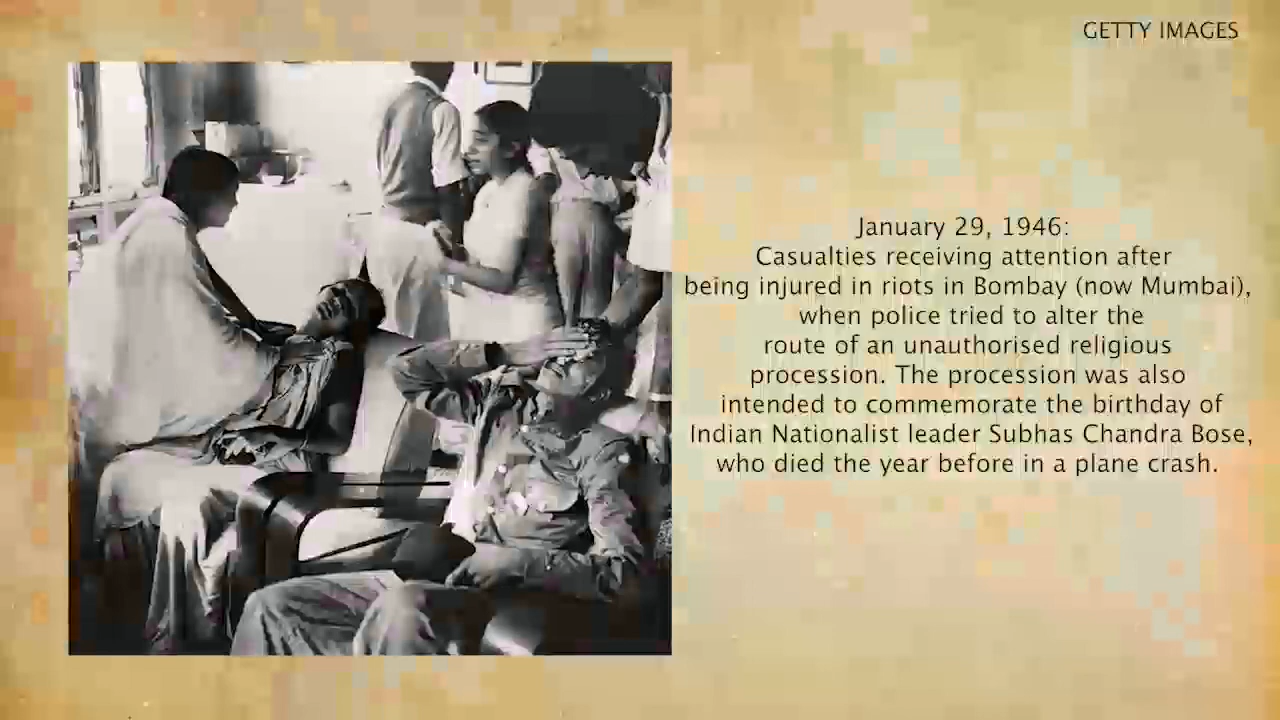 GETTY IMAGES
January 29, 1946:
Casualties receiving attention after
being injured in riots in Bombay (now Mumbai),
when police tried to alter the
route of an unauthorised religious
procession. The procession was also
intended to commemorate the birthday of
Indian Nationalist leader Subhas Chandra Bose,
who died the year before in a plane crash.